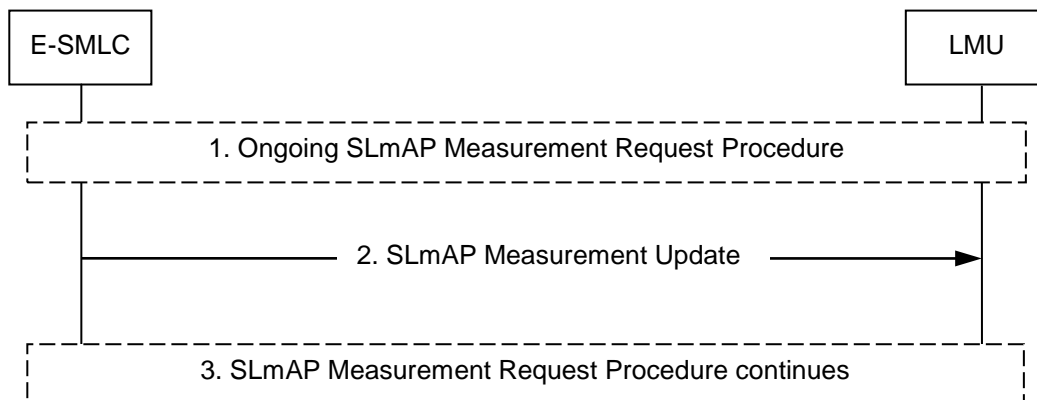 E-SMLC
LMU
1. Ongoing SLmAP Measurement Request Procedure
2. SLmAP Measurement Update
3. SLmAP Measurement Request Procedure continues